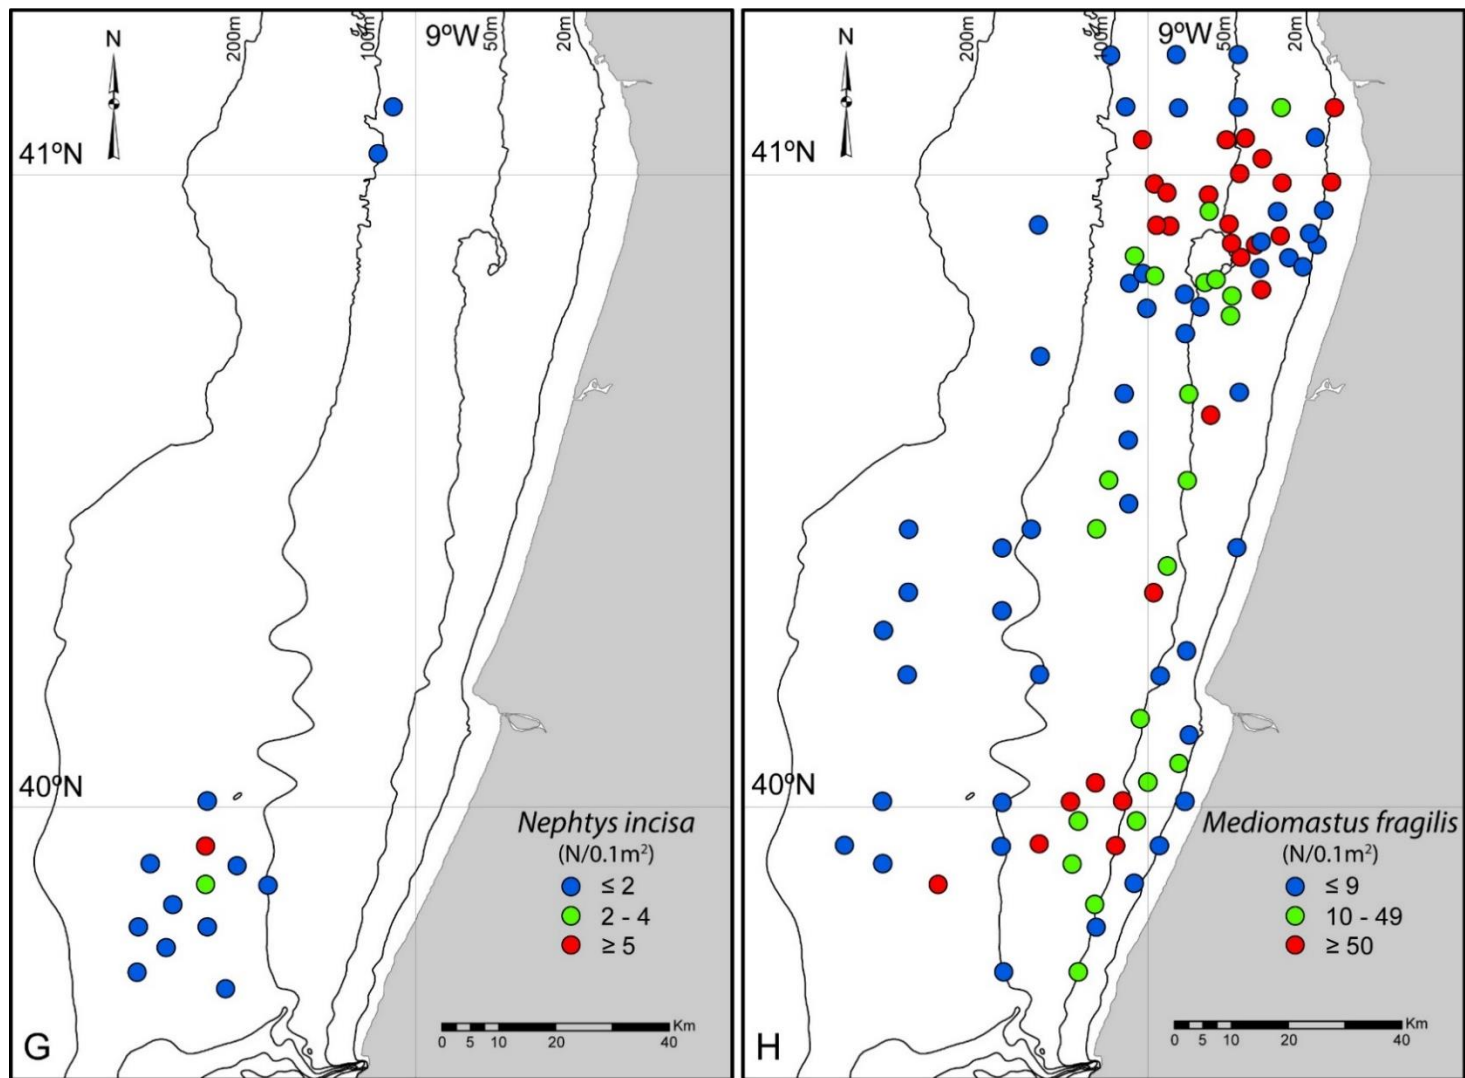 200m
100m
9ºW
50m
20m
N
41ºN
40ºN
Nephtys incisa
(N/0.1m²)
≤ 2
2 - 4
≥ 5
Km
0 5 10 20 40
G
200m
100m
9ºW
50m
20m
N
41ºN
40ºN
Mediomastus fragilis
(N/0.1m²)
≤ 9
10 - 49
≥ 50
Km
0 5 10 20 40
H